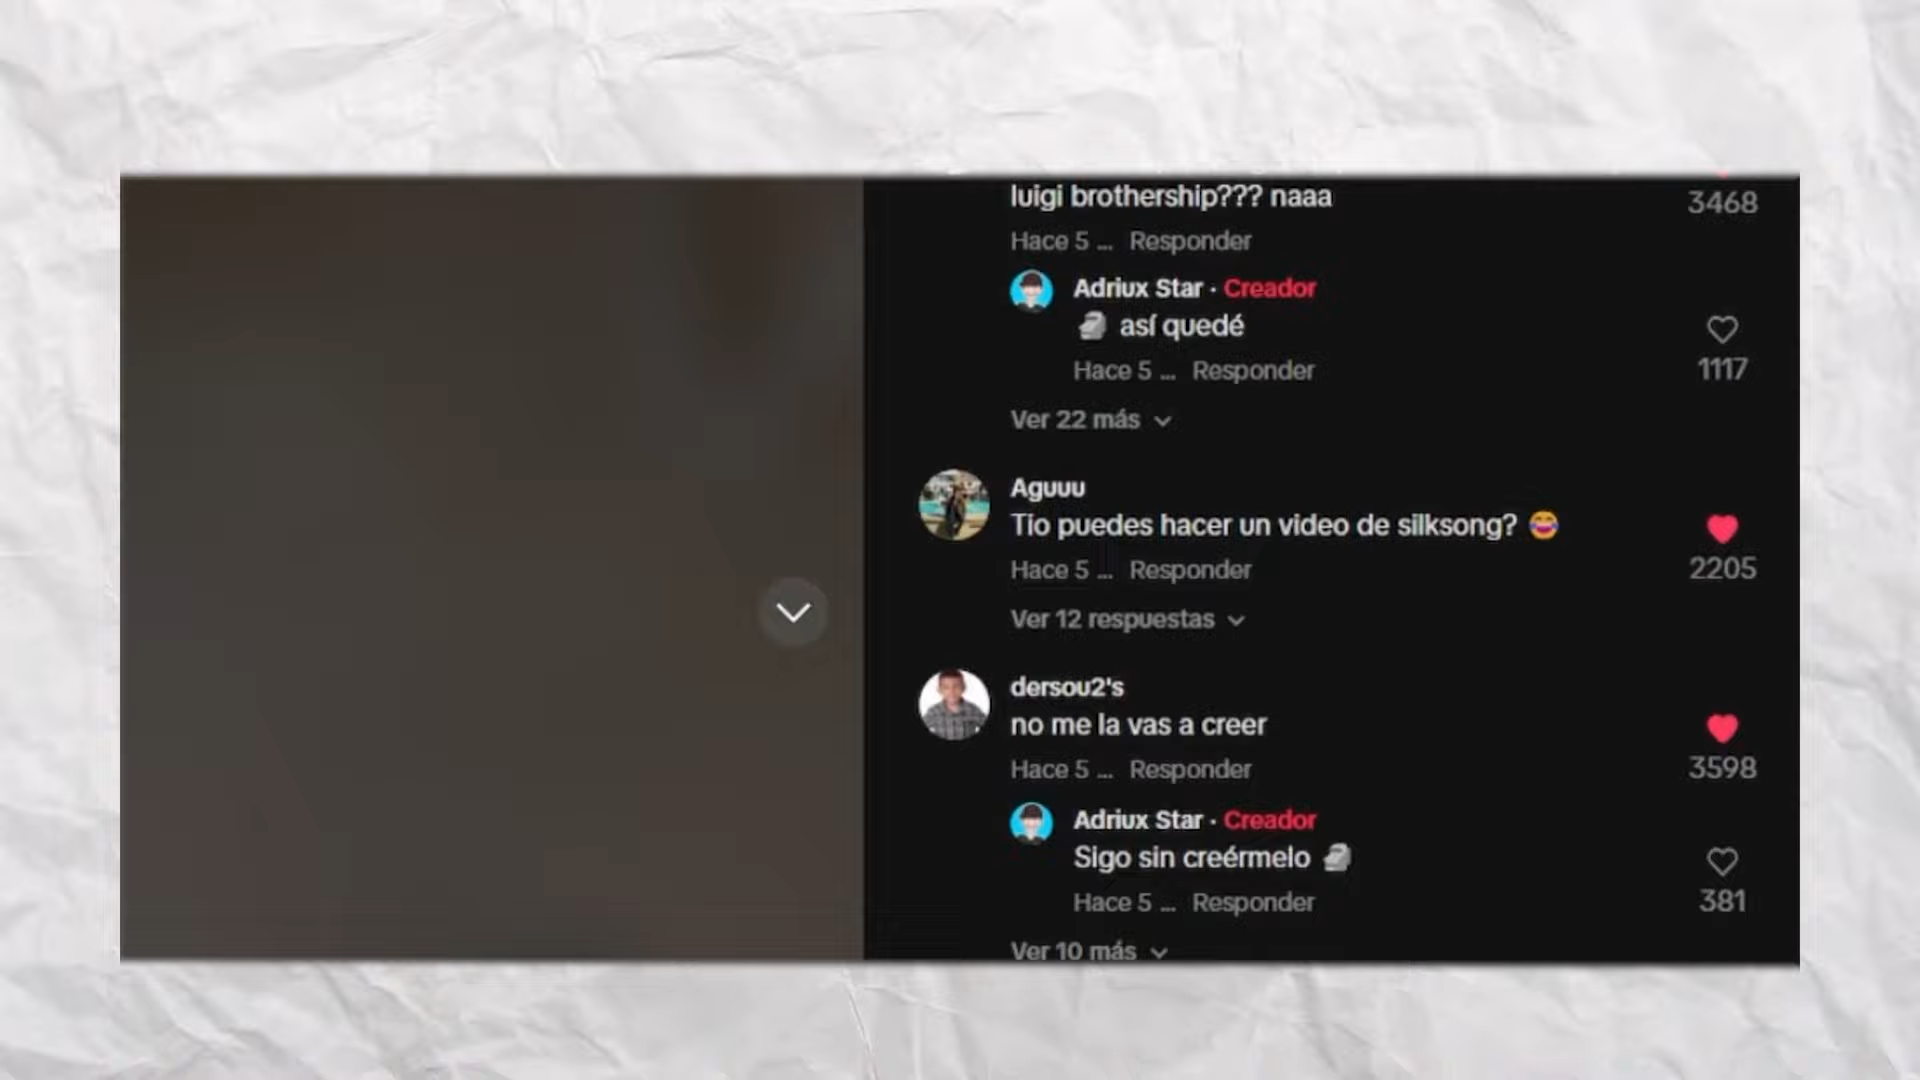 luigi brothership??? naaa
3468
Hace 5 ... Responder
Adriux Star · Creador
🗿 así quedé
1117
Hace 5 ... Responder
Ver 22 más
Aguuu
Tio puedes hacer un video de silksong? 😂
2205
Hace 5 ... Responder
Ver 12 respuestas
dersou2's
no me la vas a creer
3598
Hace 5 ... Responder
Adriux Star · Creador
Sigo sin creérmelo 🗿
381
Hace 5 ... Responder
Ver 10 más